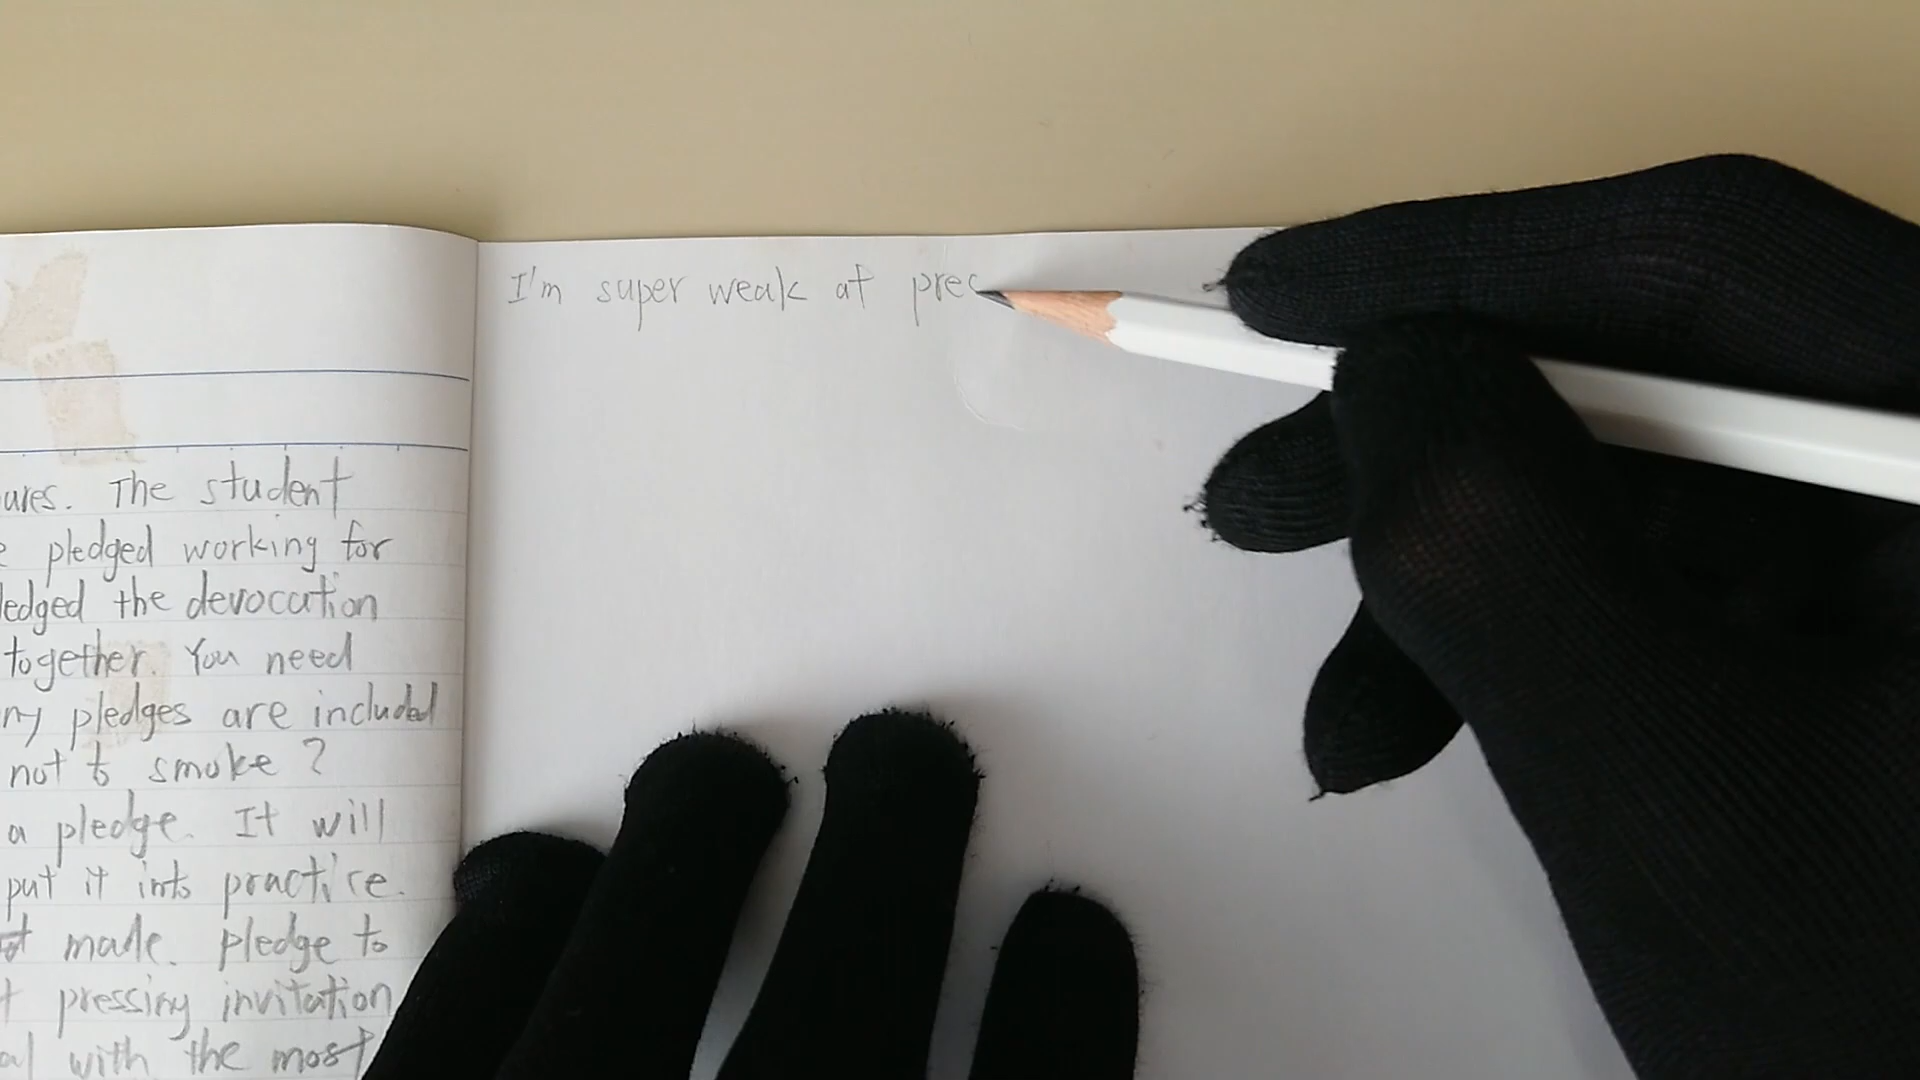 I'm super weak at prec
ures. The student
e pledged working for
ledged the devocation
together. You need
ny pledges are included
not to smoke?
a pledge. It will
put it into practice.
made. pledge to
t pressing invitation
al with the most